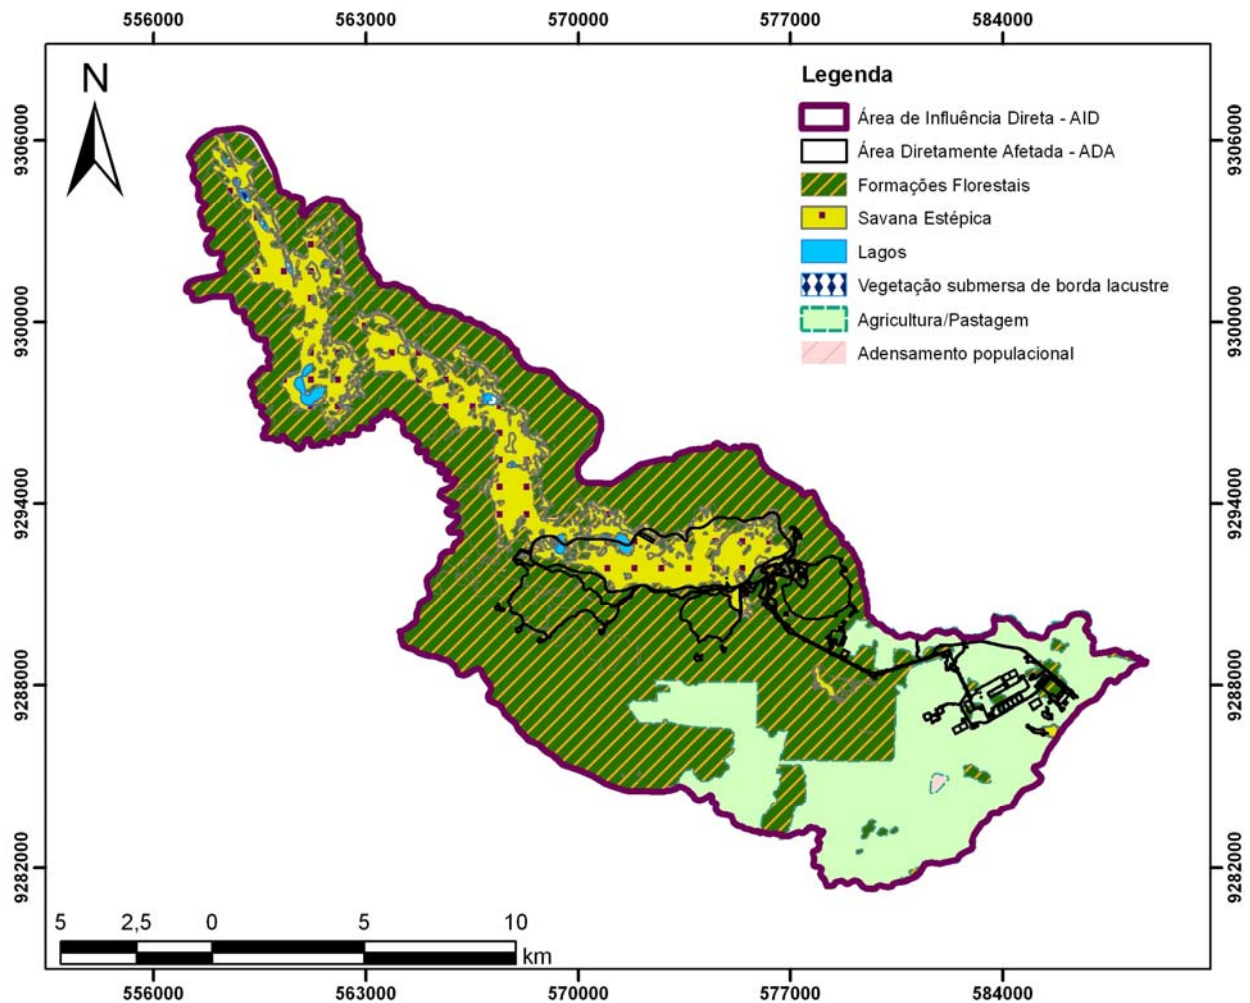 556000 563000 570000 577000 584000
N
Legenda
Área de Influência Direta - AID
Área Diretamente Afetada - ADA
Formações Florestais
Savana Estépica
Lagos
Vegetação submersa de borda lacustre
Agricultura/Pastagem
Adensamento populacional
9306000 9306000
9300000 9300000
9294000 9294000
9288000 9288000
9282000 9282000
5 2,5 0 5 10
km
556000 563000 570000 577000 584000